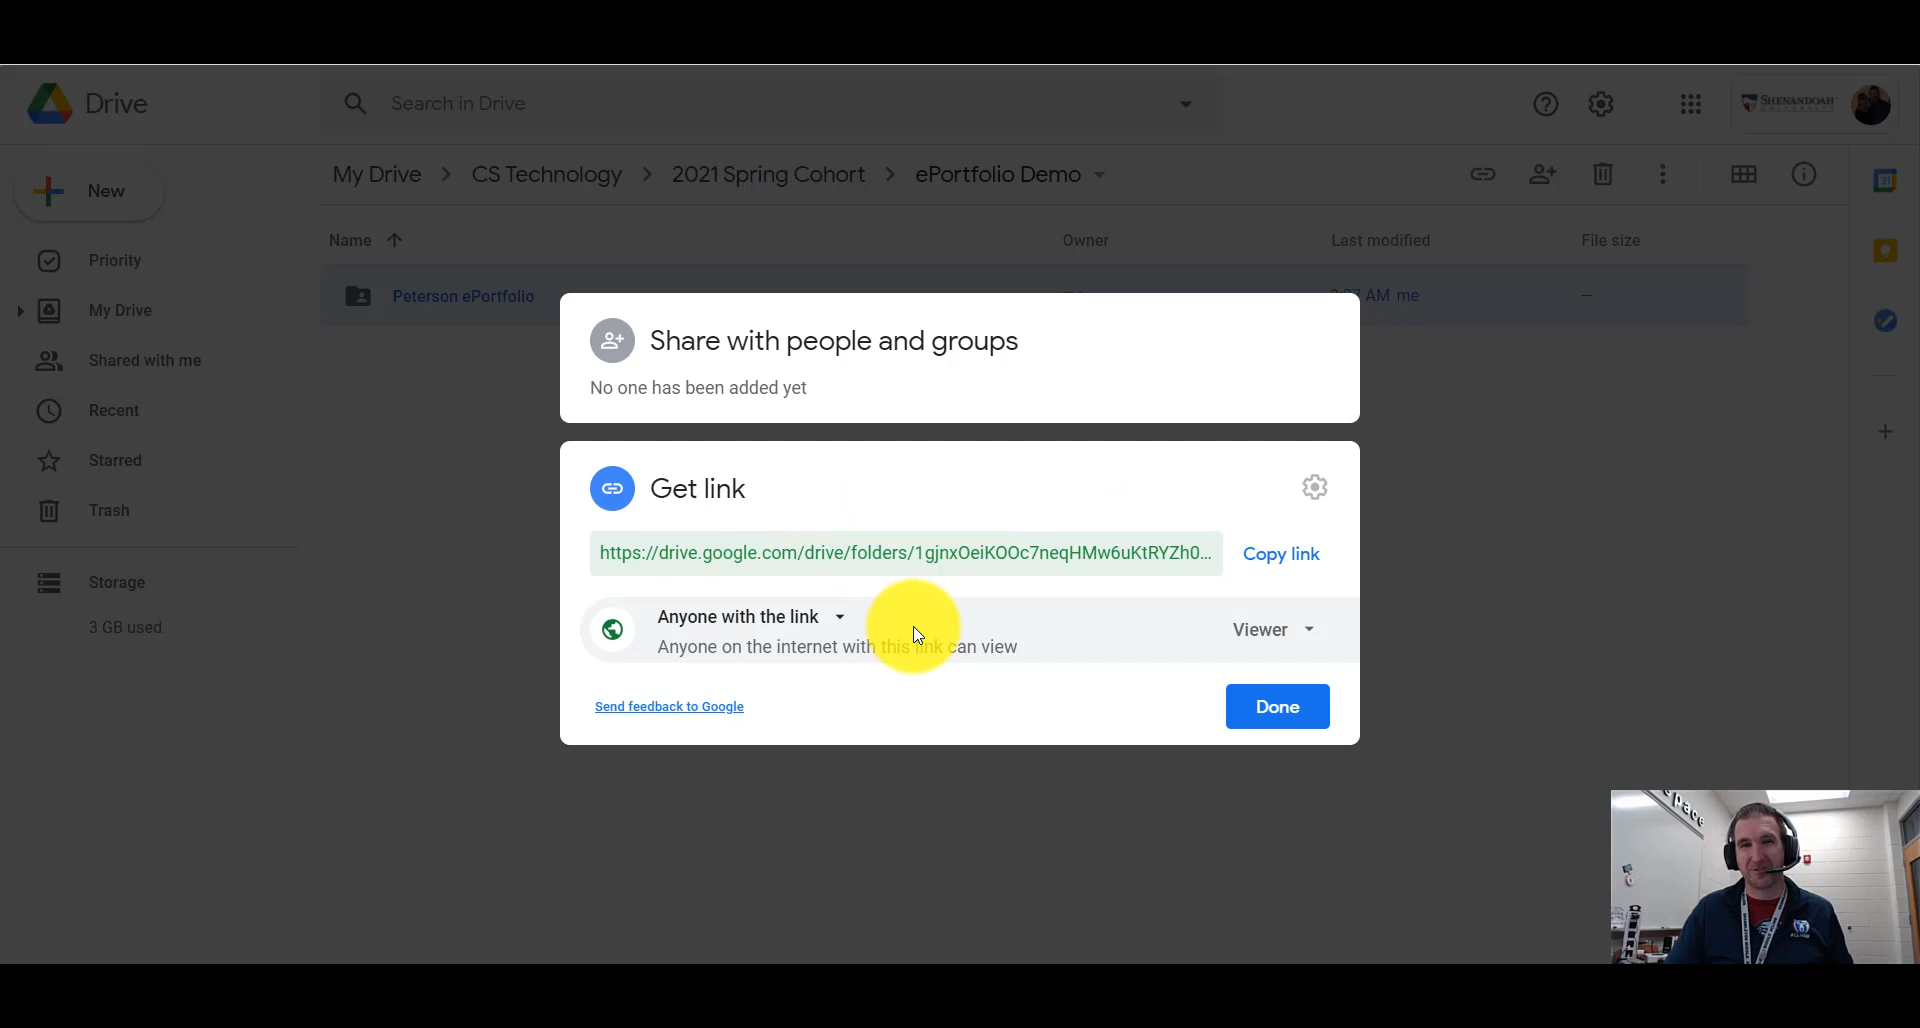 Drive
Search in Drive
SHENANDOAH
UNIVERSITY
My Drive > CS Technology > 2021 Spring Cohort > ePortfolio Demo
New
31
Name
Owner
Last modified
File size
Priority
Peterson ePortfolio
AM me
–
My Drive
Share with people and groups
Shared with me
No one has been added yet
Recent
Starred
Get link
Trash
https://drive.google.com/drive/folders/1gjnxOeiKOOc7neqHMw6uKtRYZh0...
Copy link
Storage
Anyone with the link
Viewer
3 GB used
Anyone on the internet with this link can view
Send feedback to Google
Done
space